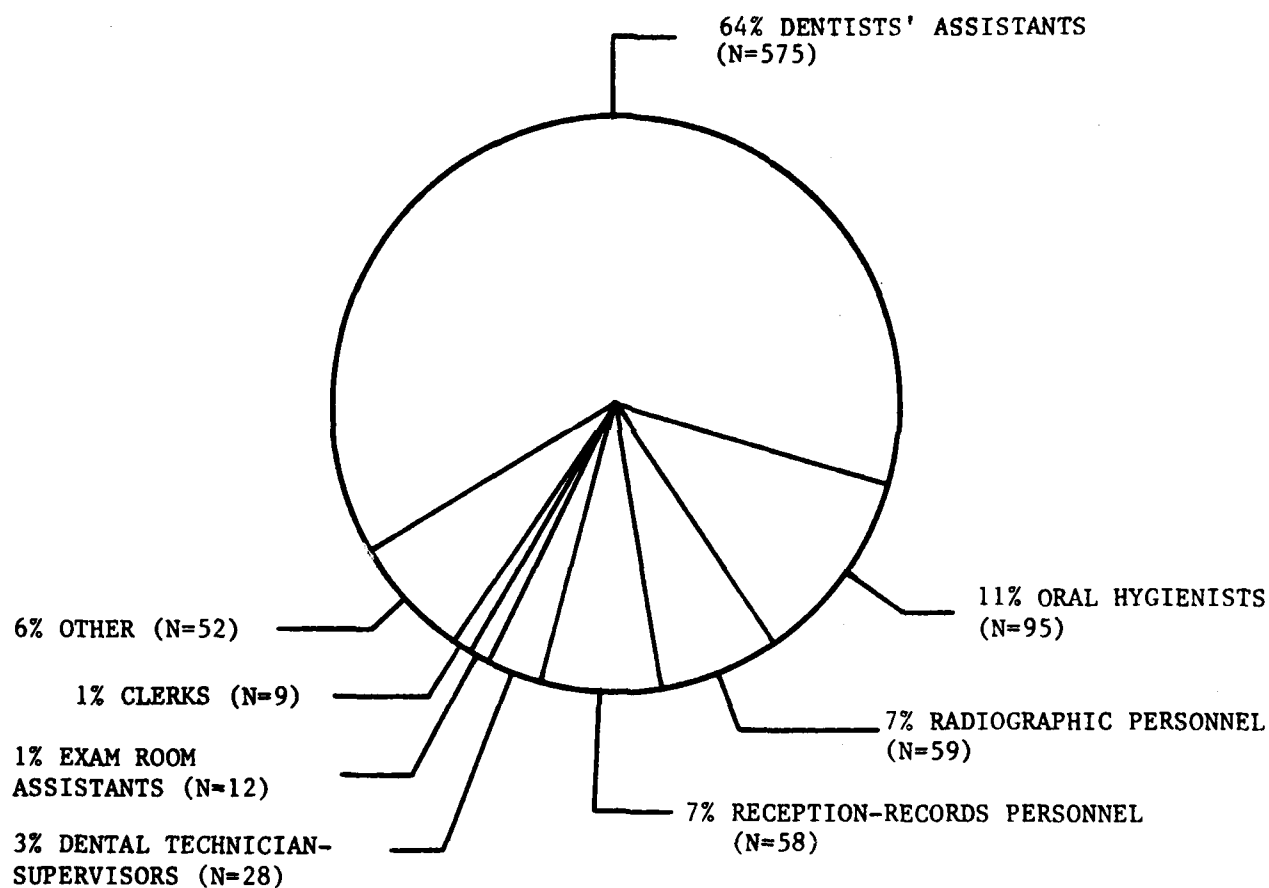 64% DENTISTS' ASSISTANTS
(N=575)
11% ORAL HYGIENISTS
(N=95)
7% RADIOGRAPHIC PERSONNEL
(N=59)
7% RECEPTION-RECORDS PERSONNEL
(N=58)
3% DENTAL TECHNICIAN-
SUPERVISORS (N=28)
1% EXAM ROOM
ASSISTANTS (N=12)
1% CLERKS (N=9)
6% OTHER (N=52)